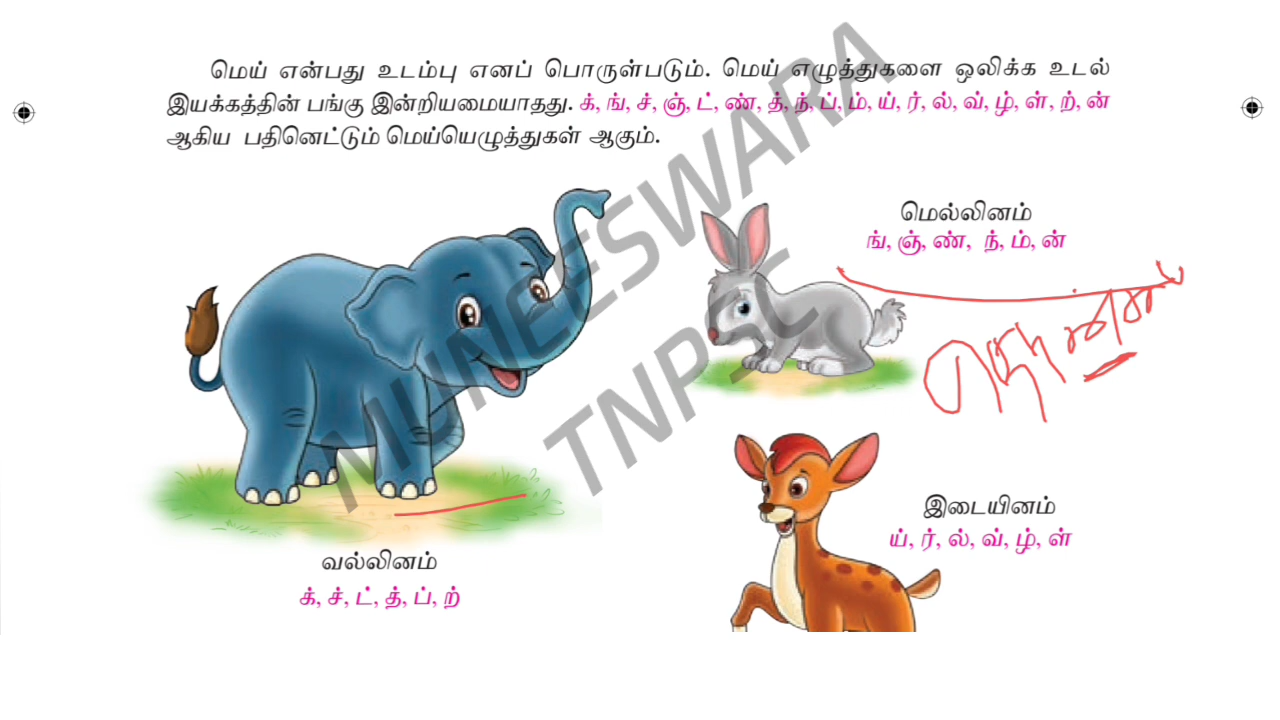 மெய் என்பது உடம்பு எனப் பொருள்படும். மெய் எழுத்துகளை ஒலிக்க உடல்
இயக்கத்தின் பங்கு இன்றியமையாதது. க், ங், ச், ஞ், ட், ண், த், ந், ப், ம், ய், ர், ல், வ், ழ், ள், ற், ன்
ஆகிய பதினெட்டும் மெய்யெழுத்துகள் ஆகும்.
MUNEESWARA
TNPSC
மெல்லினம்
ங், ஞ், ண், ந், ம், ன்
இடையினம்
ய், ர், ல், வ், ழ், ள்
வல்லினம்
க், ச், ட், த், ப், ற்